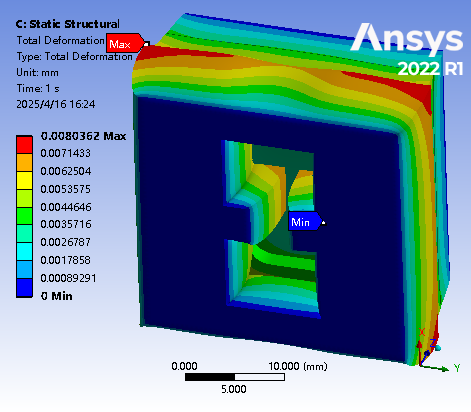 C: Static Structural
Total Deformation
Type: Total Deformation
Unit: mm
Time: 1 s
2025/4/16 16:24
Max
Ansys
2022 R1
0.0080362 Max
0.0071433
0.0062504
0.0053575
0.0044646
0.0035716
0.0026787
0.0017858
0.00089291
0 Min
Min
0.000
10.000 (mm)
5.000
X
Y